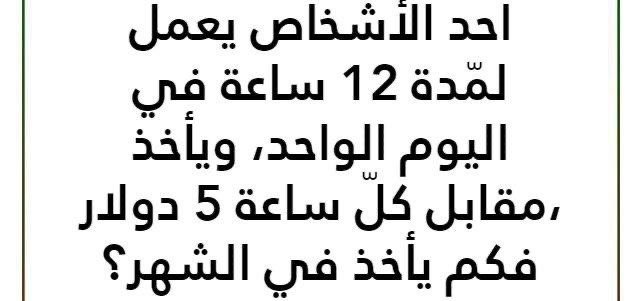 احد الأشخاص يعمل
لمّدة 12 ساعة في
اليوم الواحد، ويأخذ
،مقابل كلّ ساعة 5 دولار
فكم يأخذ في الشهر؟